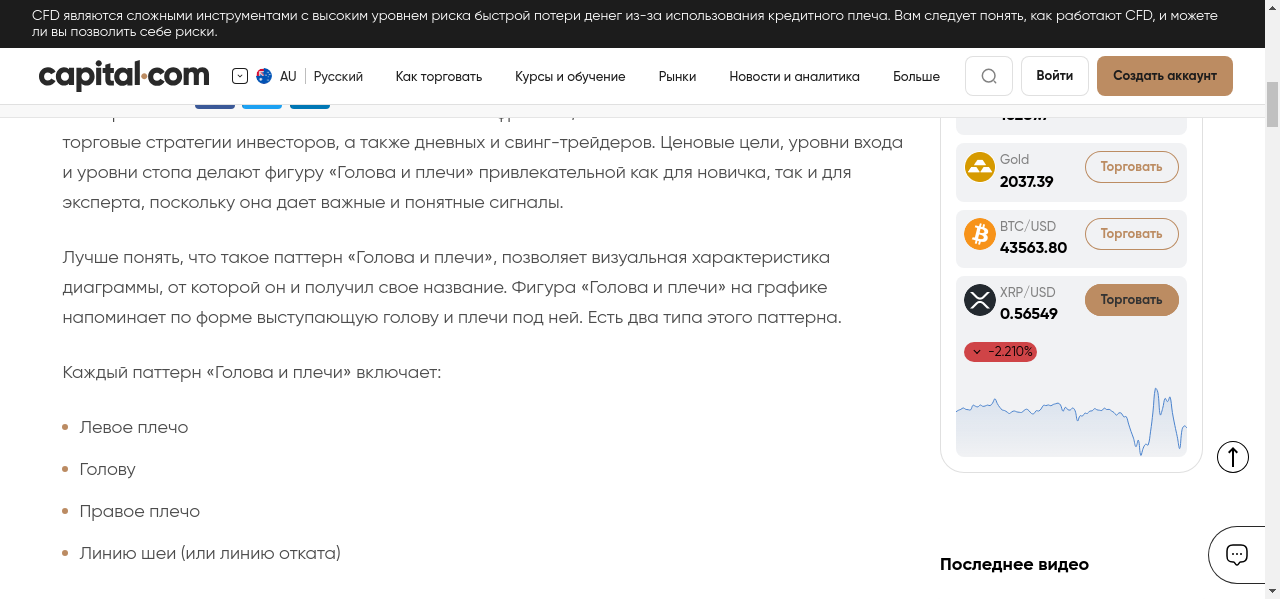 CFD являются сложными инструментами с высоким уровнем риска быстрой потери денег из-за использования кредитного плеча. Вам следует понять, как работают CFD, и можете
ли вы позволить себе риски.
capital.com
AU Русский
Как торговать
Курсы и обучение
Рынки
Новости и аналитика
Больше
Войти
Создать аккаунт
торговые стратегии инвесторов, а также дневных и свинг-трейдеров. Ценовые цели, уровни входа
и уровни стопа делают фигуру «Голова и плечи» привлекательной как для новичка, так и для
эксперта, поскольку она дает важные и понятные сигналы.
Лучше понять, что такое паттерн «Голова и плечи», позволяет визуальная характеристика
диаграммы, от которой он и получил свое название. Фигура «Голова и плечи» на графике
напоминает по форме выступающую голову и плечи под ней. Есть два типа этого паттерна.
Каждый паттерн «Голова и плечи» включает:
Левое плечо
Голову
Правое плечо
Линию шеи (или линию отката)
Gold
2037.39
Торговать
BTC/USD
43563.80
Торговать
XRP/USD
0.56549
Торговать
-2.210%
Последнее видео